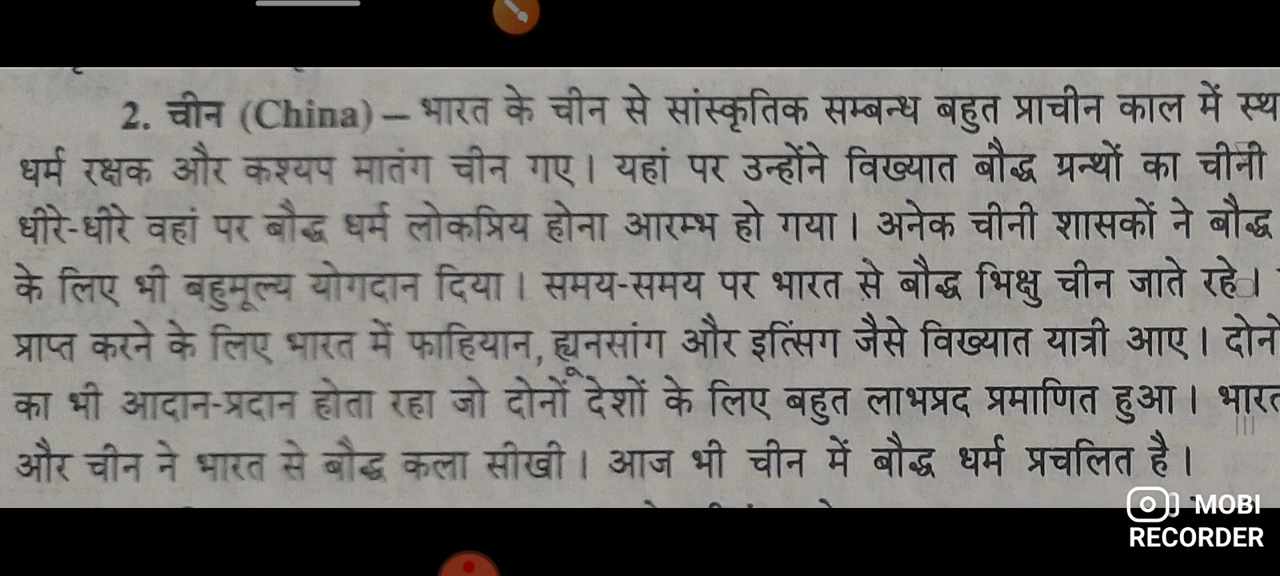 2. चीन (China) – भारत के चीन से सांस्कृतिक सम्बन्ध बहुत प्राचीन काल में
धर्म रक्षक और कश्यप मातंग चीन गए। यहां पर उन्होंने विख्यात बौद्ध ग्रन्थों का चीनी
धीरे-धीरे वहां पर बौद्ध धर्म लोकप्रिय होना आरम्भ हो गया। अनेक चीनी शासकों ने बौद्ध
के लिए भी बहुमूल्य योगदान दिया। समय-समय पर भारत से बौद्ध भिक्षु चीन जाते रहे।
प्राप्त करने के लिए भारत में फाहियान, ह्यूनसांग और इत्सिंग जैसे विख्यात यात्री आए।
का भी आदान-प्रदान होता रहा जो दोनों देशों के लिए बहुत लाभप्रद प्रमाणित हुआ। भारत
और चीन ने भारत से बौद्ध कला सीखी। आज भी चीन में बौद्ध धर्म प्रचलित है।
MOBI
RECORDER